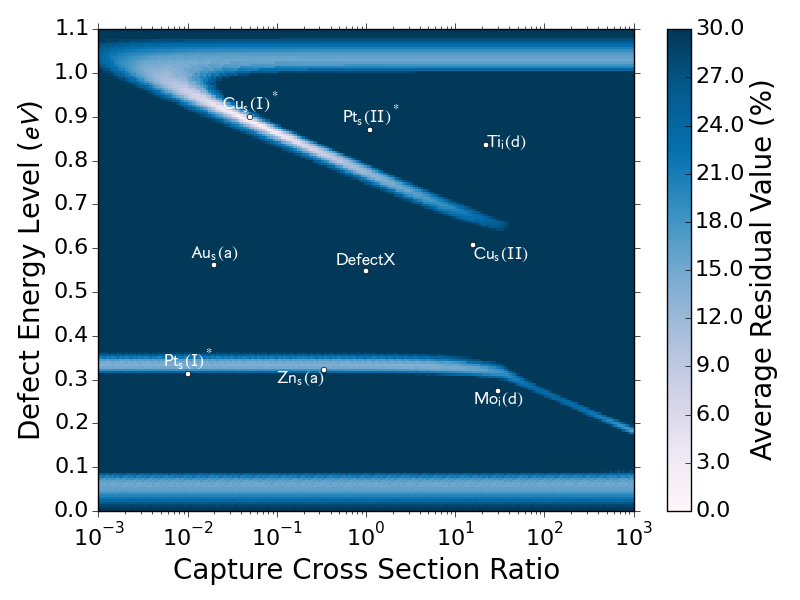 1.1
1.0
0.9
0.8
0.7
0.6
0.5
0.4
0.3
0.2
0.1
0.0
Defect Energy Level (eV)
Cuₛ(I)*
Ptₛ(II)*
Tiᵢ(d)
Auₛ(a)
DefectX
Cuₛ(II)
Ptₛ(I)*
Znₛ(a)
Moᵢ(d)
10⁻³ 10⁻² 10⁻¹ 10⁰ 10¹ 10² 10³
Capture Cross Section Ratio
30.0
27.0
24.0
21.0
18.0
15.0
12.0
9.0
6.0
3.0
0.0
Average Residual Value (%)